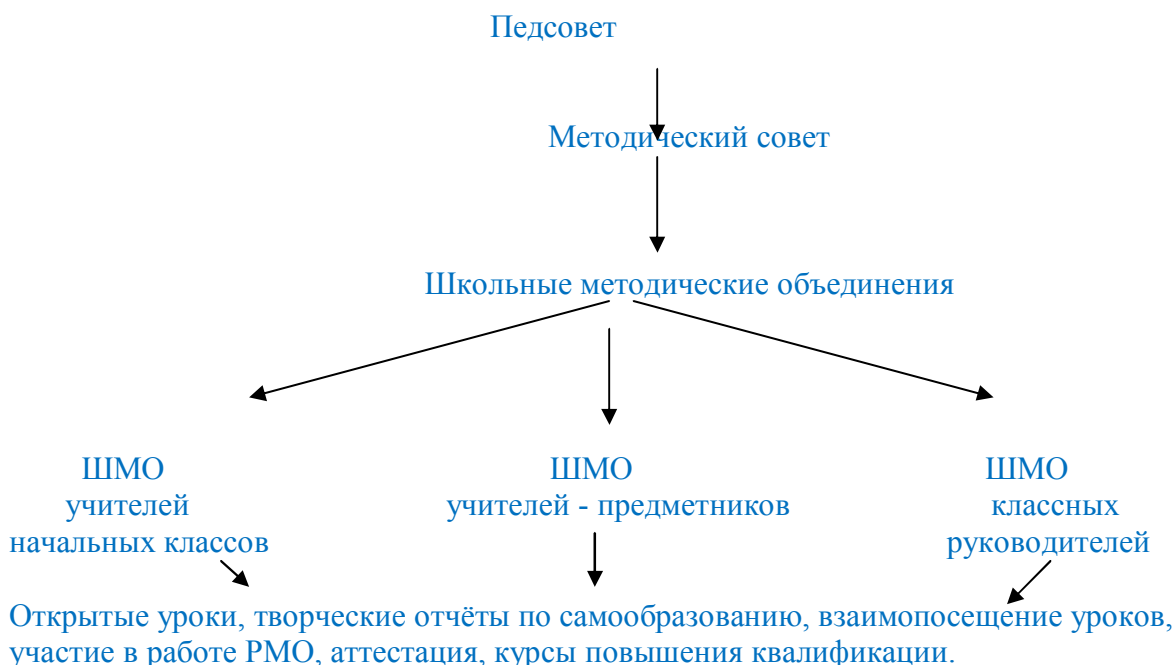 Педсовет
Методический совет
Школьные методические объединения
ШМО ШМО ШМО
учителей учителей - предметников классных
начальных классов руководителей
Открытые уроки, творческие отчёты по самообразованию, взаимопосещение уроков,
участие в работе РМО, аттестация, курсы повышения квалификации.